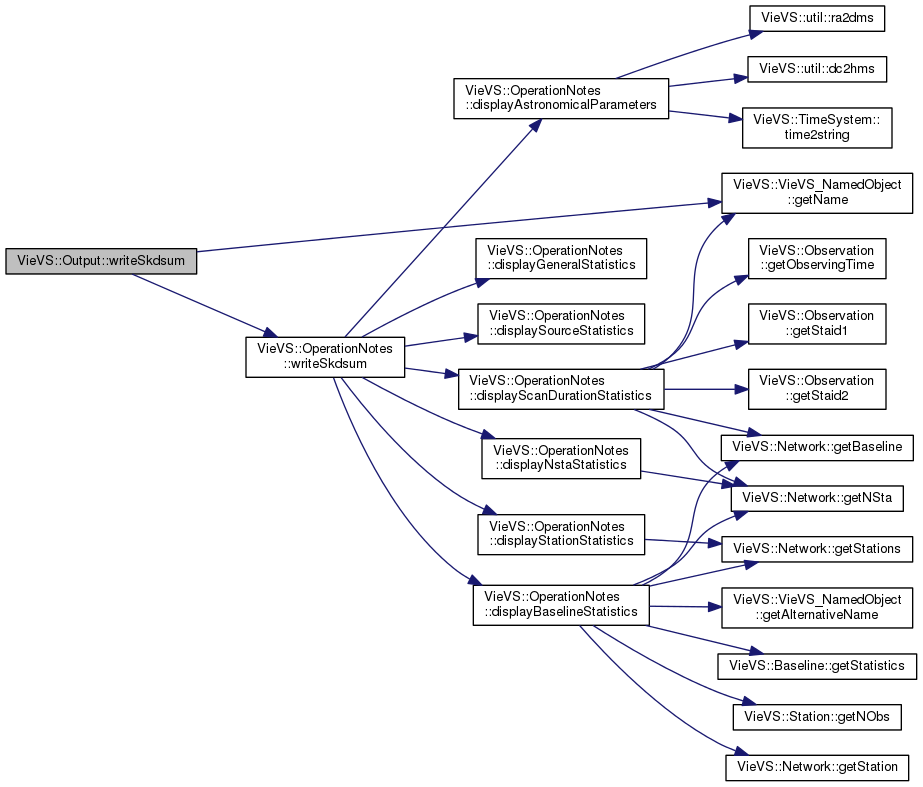 VieVS::Output::writeSkdsum
VieVS::OperationNotes
::writeSkdsum
VieVS::OperationNotes
::displayAstronomicalParameters
VieVS::OperationNotes
::displayGeneralStatistics
VieVS::OperationNotes
::displaySourceStatistics
VieVS::OperationNotes
::displayScanDurationStatistics
VieVS::OperationNotes
::displayNstaStatistics
VieVS::OperationNotes
::displayStationStatistics
VieVS::OperationNotes
::displayBaselineStatistics
VieVS::util::ra2dms
VieVS::util::dc2hms
VieVS::TimeSystem::
time2string
VieVS::VieVS_NamedObject
::getName
VieVS::Observation
::getObservingTime
VieVS::Observation
::getStaid1
VieVS::Observation
::getStaid2
VieVS::Network::getBaseline
VieVS::Network::getNSta
VieVS::Network::getStations
VieVS::VieVS_NamedObject
::getAlternativeName
VieVS::Baseline::getStatistics
VieVS::Station::getNObs
VieVS::Network::getStation